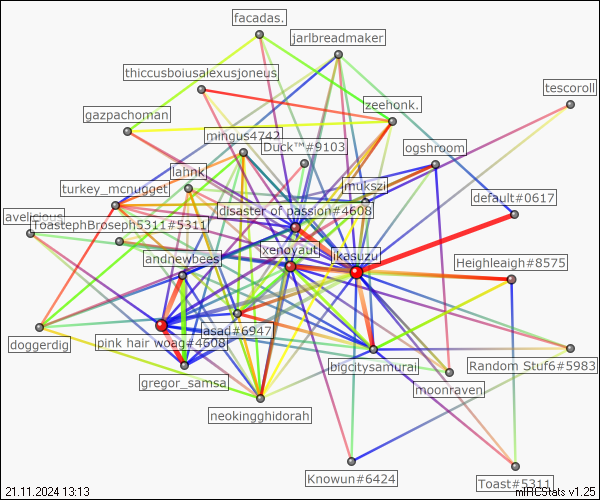 facadas.
jarlbreadmaker
thiccusboiusalexusjoneus
tescoroll
zeehonk.
gazpachoman
mingus4742
Duck™#9103
ogshroom
lahnk
mukszi
turkey_mcnugget
default#0617
disaster of passion#4608
avelicious
ToastephBroseph5311#5311
xenoyaut
ikasuzu
andnewbees
Heighleaigh#8575
jasad#6947
doggerdig
pink hair woag#4608
bigcitysamurai
Random Stuf6#5983
gregor_samsa
moonraven
neokingghidorah
Knowun#6424
Toast#5311
21.11.2024 13:13
mIRCStats v1.25